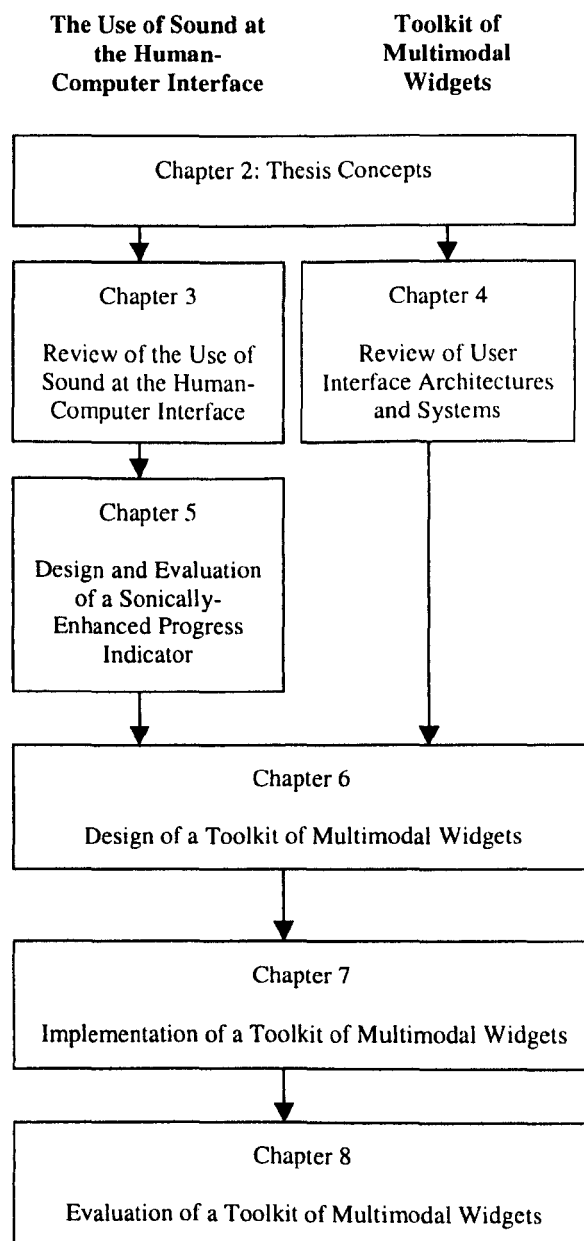 The Use of Sound at
the Human-
Computer Interface
Toolkit of
Multimodal
Widgets
Chapter 2: Thesis Concepts
Chapter 3
Review of the Use of
Sound at the Human-
Computer Interface
Chapter 4
Review of User
Interface Architectures
and Systems
Chapter 5
Design and Evaluation
of a Sonically-
Enhanced Progress
Indicator
Chapter 6
Design of a Toolkit of Multimodal Widgets
Chapter 7
Implementation of a Toolkit of Multimodal Widgets
Chapter 8
Evaluation of a Toolkit of Multimodal Widgets